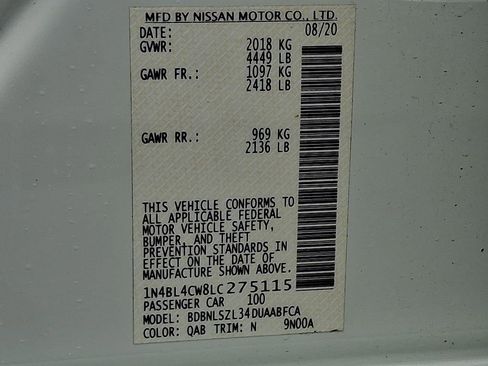 MFD BY NISSAN MOTOR CO., LTD.
DATE: 08/20
GVWR: 2018 KG
4449 LB
GAWR FR.: 1097 KG
2418 LB
GAWR RR.: 969 KG
2136 LB
THIS VEHICLE CONFORMS TO
ALL APPLICABLE FEDERAL
MOTOR VEHICLE SAFETY,
BUMPER, AND THEFT
PREVENTION STANDARDS IN
EFFECT ON THE DATE OF
MANUFACTURE SHOWN ABOVE.
1N4BL4CW8LC275115
PASSENGER CAR 100
MODEL: BDBNLSZL34DUAABFCA
COLOR: QAB TRIM: N 9N00A